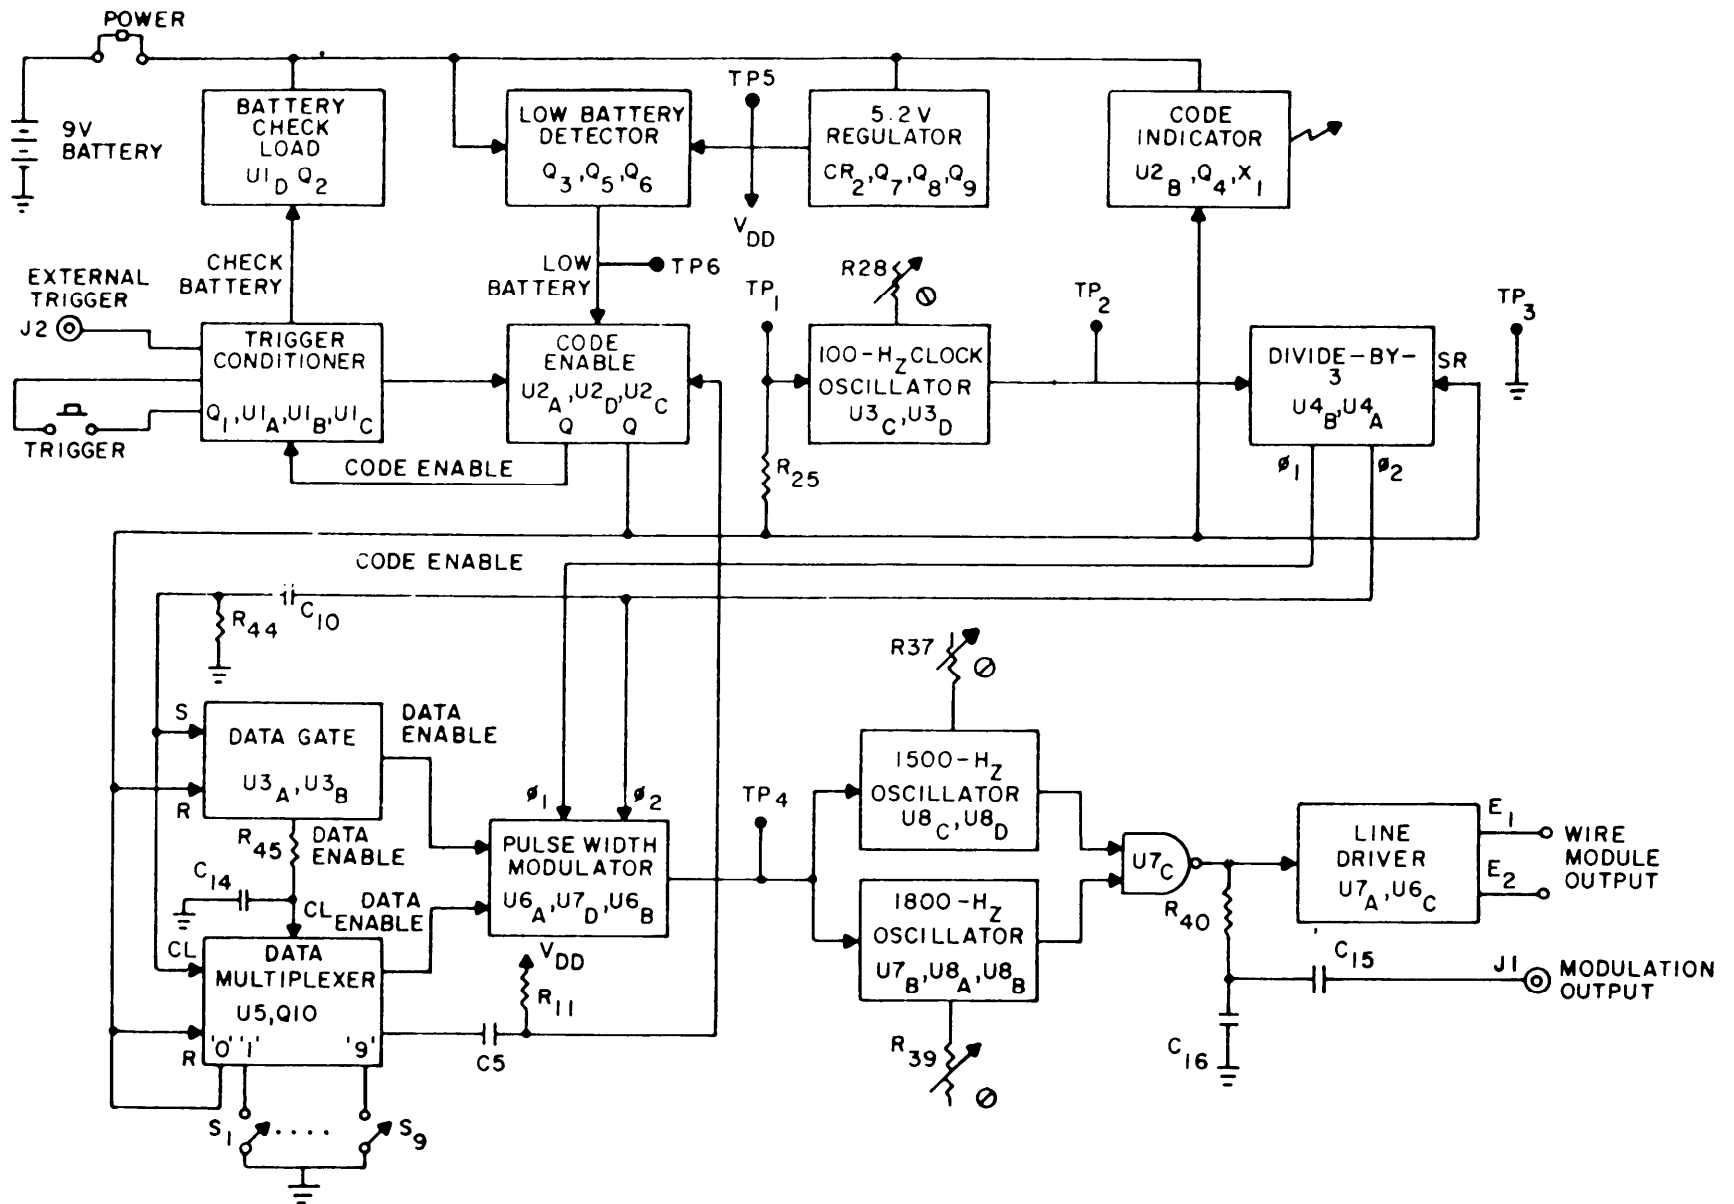 POWER
9V
BATTERY
BATTERY
CHECK
LOAD
U1D Q2
LOW BATTERY
DETECTOR
Q3,Q5,Q6
TP5
VDD
5.2V
REGULATOR
CR2,Q7,Q8,Q9
CODE
INDICATOR
U2B,Q4,X1
CHECK
BATTERY
LOW
BATTERY
TP6
EXTERNAL
TRIGGER
J2
TRIGGER
CONDITIONER
Q1,U1A,U1B,U1C
TRIGGER
CODE
ENABLE
U2A,U2D,U2C
Q Q
CODE ENABLE
TP1
R25
R28
100-HZ CLOCK
OSCILLATOR
U3C,U3D
TP2
DIVIDE-BY-
3
U4B,U4A
SR
ø1 ø2
TP3
CODE ENABLE
R44
C10
S
R
DATA GATE
U3A,U3B
DATA
ENABLE
R45
DATA
ENABLE
C14
CL
DATA
ENABLE
CL
R
DATA
MULTIPLEXER
U5,Q10
'0' '1' '9'
S1 .... S9
C5
R11
VDD
ø1 ø2
PULSE WIDTH
MODULATOR
U6A,U7D,U6B
TP4
R37
1500-HZ
OSCILLATOR
U8C,U8D
1800-HZ
OSCILLATOR
U7B,U8A,U8B
R39
U7C
R40
C15
C16
LINE
DRIVER
U7A,U6C
E1
E2
WIRE
MODULE
OUTPUT
J1
MODULATION
OUTPUT